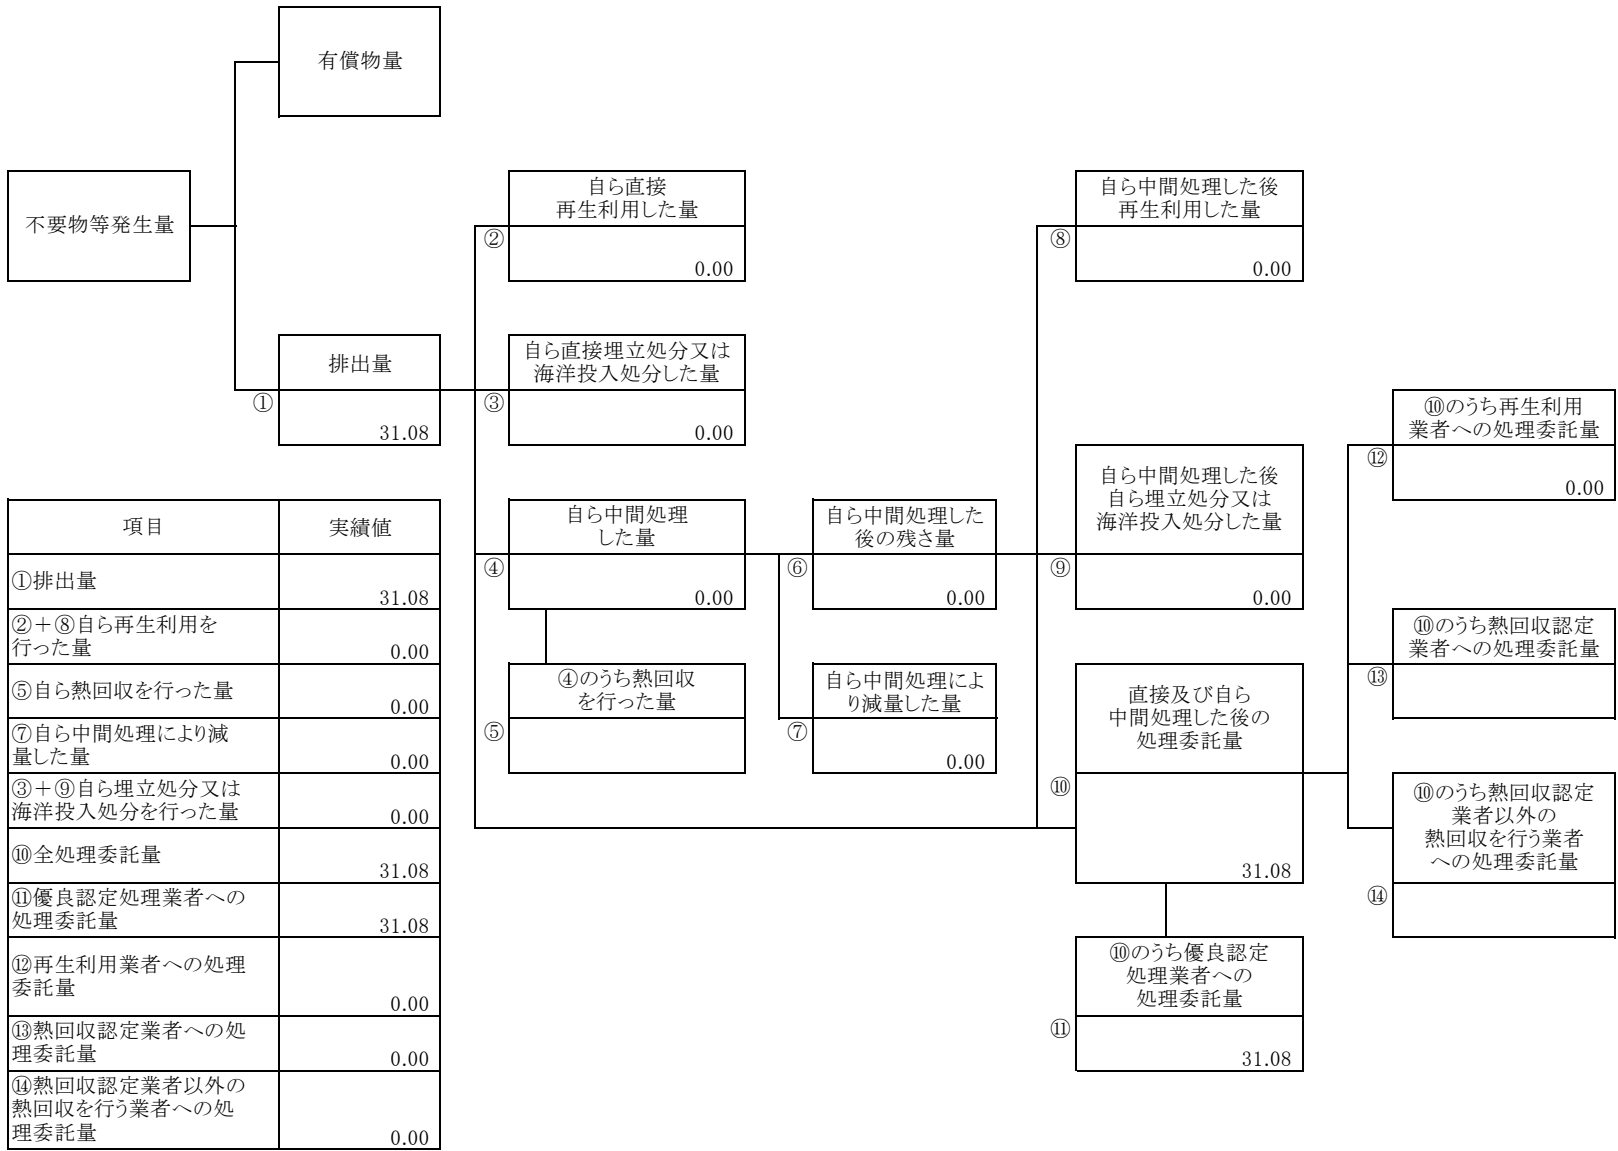 有償物量
不要物等発生量
自ら直接
再生利用した量
②
0.00
自ら中間処理した後
再生利用した量
⑧
0.00
排出量
①
31.08
自ら直接埋立処分又は
海洋投入処分した量
③
0.00
⑩のうち再生利用
業者への処理委託量
⑫
0.00
自ら中間処理
した量
④
0.00
自ら中間処理した
後の残さ量
⑥
0.00
自ら中間処理した後
自ら埋立処分又は
海洋投入処分した量
⑨
0.00
⑩のうち熱回収認定
業者への処理委託量
⑬
④のうち熱回収
を行った量
⑤
自ら中間処理によ
り減量した量
⑦
0.00
直接及び自ら
中間処理した後の
処理委託量
⑩
31.08
⑩のうち熱回収認定
業者以外の
熱回収を行う業者
への処理委託量
⑭
⑩のうち優良認定
処理業者への
処理委託量
⑪
31.08
項目 実績値
①排出量
31.08
②＋⑧自ら再生利用を
行った量
0.00
⑤自ら熱回収を行った量
0.00
⑦自ら中間処理により減
量した量
0.00
③＋⑨自ら埋立処分又は
海洋投入処分を行った量
0.00
⑩全処理委託量
31.08
⑪優良認定処理業者への
処理委託量
31.08
⑫再生利用業者への処理
委託量
0.00
⑬熱回収認定業者への処
理委託量
0.00
⑭熱回収認定業者以外の
熱回収を行う業者への処
理委託量
0.00